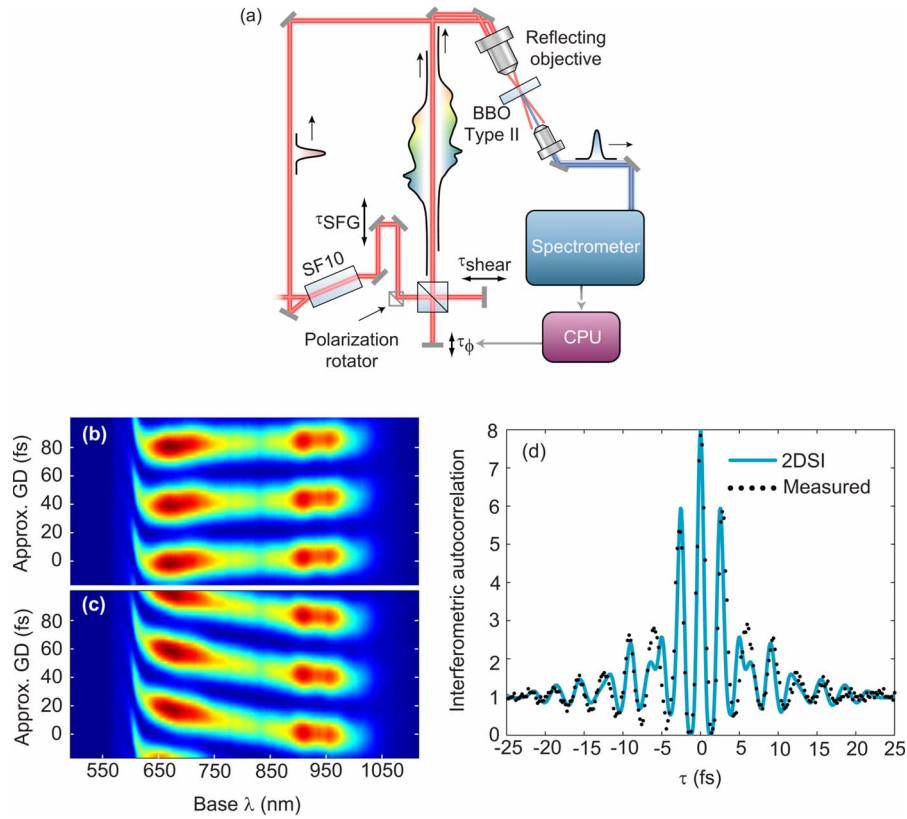 (a)
Reflecting
objective
BBO
Type II
τSFG
SF10
τshear
Spectrometer
Polarization
rotator
τϕ
CPU
(b)
Approx. GD (fs)
80
60
40
20
0
(c)
Approx. GD (fs)
80
60
40
20
0
550
650
750
850
950
1050
Base λ (nm)
(d)
2DSI
Measured
Interferometric autocorrelation
8
7
6
5
4
3
2
1
0
-25
-20
-15
-10
-5
0
5
10
15
20
25
τ (fs)